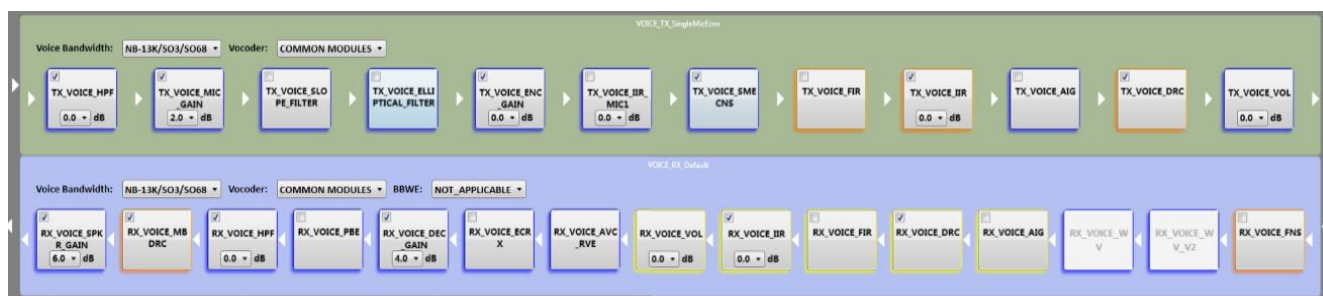 VOICE_TX_SingleMicEcns
Voice Bandwidth: NB-13K/SO3/SO68 Vocoder: COMMON MODULES
TX_VOICE_HPF
0.0 dB
TX_VOICE_MIC
_GAIN
2.0 dB
TX_VOICE_SLO
PE_FILTER
TX_VOICE_ELLI
PTICAL_FILTER
TX_VOICE_ENC
_GAIN
0.0 dB
TX_VOICE_IIR_
MIC1
0.0 dB
TX_VOICE_SME
CNS
TX_VOICE_FIR
TX_VOICE_IIR
0.0 dB
TX_VOICE_AIG
TX_VOICE_DRC
TX_VOICE_VOL
0.0 dB
VOICE_RX_Default
Voice Bandwidth: NB-13K/SO3/SO68 Vocoder: COMMON MODULES BBWE: NOT_APPLICABLE
RX_VOICE_SPK
R_GAIN
6.0 dB
RX_VOICE_MB
DRC
RX_VOICE_HPF
0.0 dB
RX_VOICE_PBE
RX_VOICE_DEC
_GAIN
4.0 dB
RX_VOICE_ECR
X
RX_VOICE_AVC
_RVE
RX_VOICE_VOL
0.0 dB
RX_VOICE_IIR
0.0 dB
RX_VOICE_FIR
RX_VOICE_DRC
RX_VOICE_AIG
RX_VOICE_W
V
RX_VOICE_W
V_V2
RX_VOICE_FNS